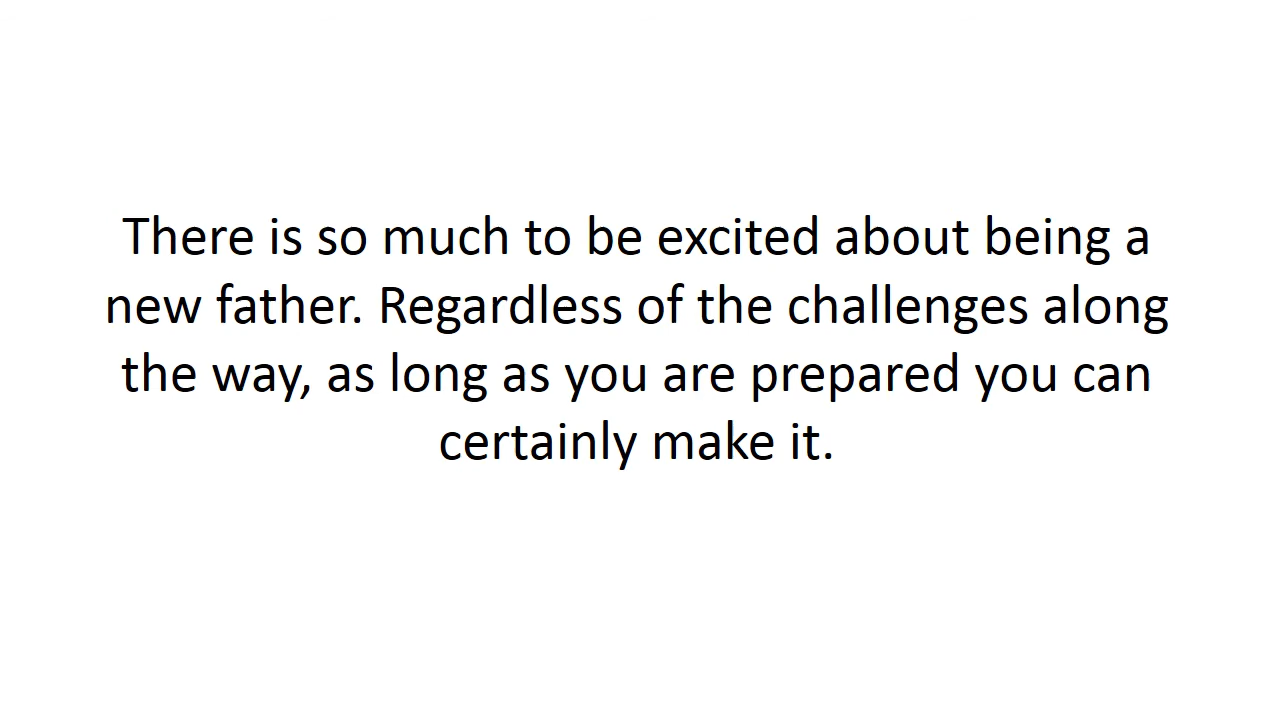 There is so much to be excited about being a
new father. Regardless of the challenges along
the way, as long as you are prepared you can
certainly make it.